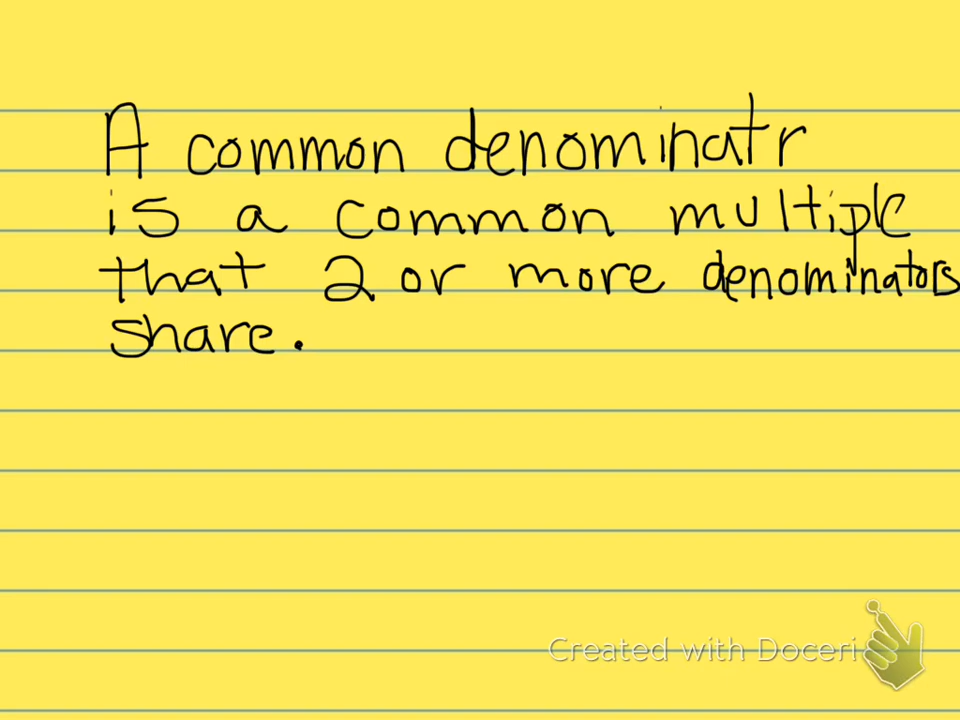 A common denominatr
is a common multiple
that 2 or more denominators
share.
Created with Doceri